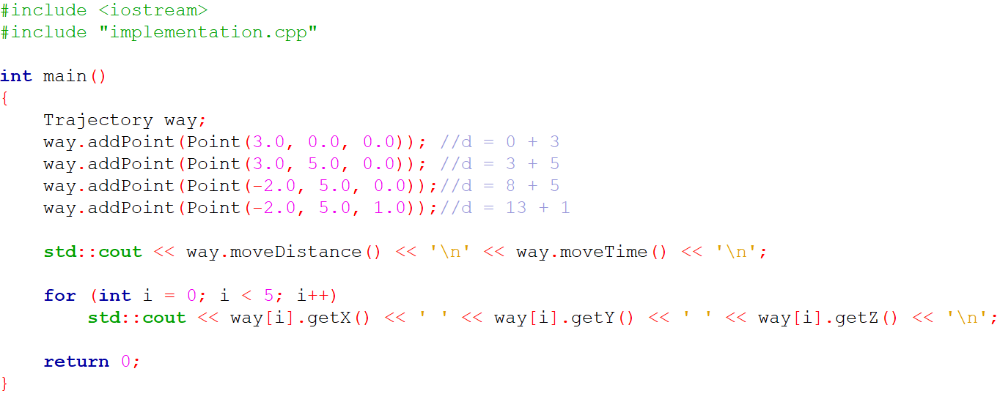 #include <iostream>
#include "implementation.cpp"

int main()
{
    Trajectory way;
    way.addPoint(Point(3.0, 0.0, 0.0)); //d = 0 + 3
    way.addPoint(Point(3.0, 5.0, 0.0)); //d = 3 + 5
    way.addPoint(Point(-2.0, 5.0, 0.0));//d = 8 + 5
    way.addPoint(Point(-2.0, 5.0, 1.0));//d = 13 + 1

    std::cout << way.moveDistance() << '\n' << way.moveTime() << '\n';

    for (int i = 0; i < 5; i++)
        std::cout << way[i].getX() << ' ' << way[i].getY() << ' ' << way[i].getZ() << '\n';

    return 0;
}